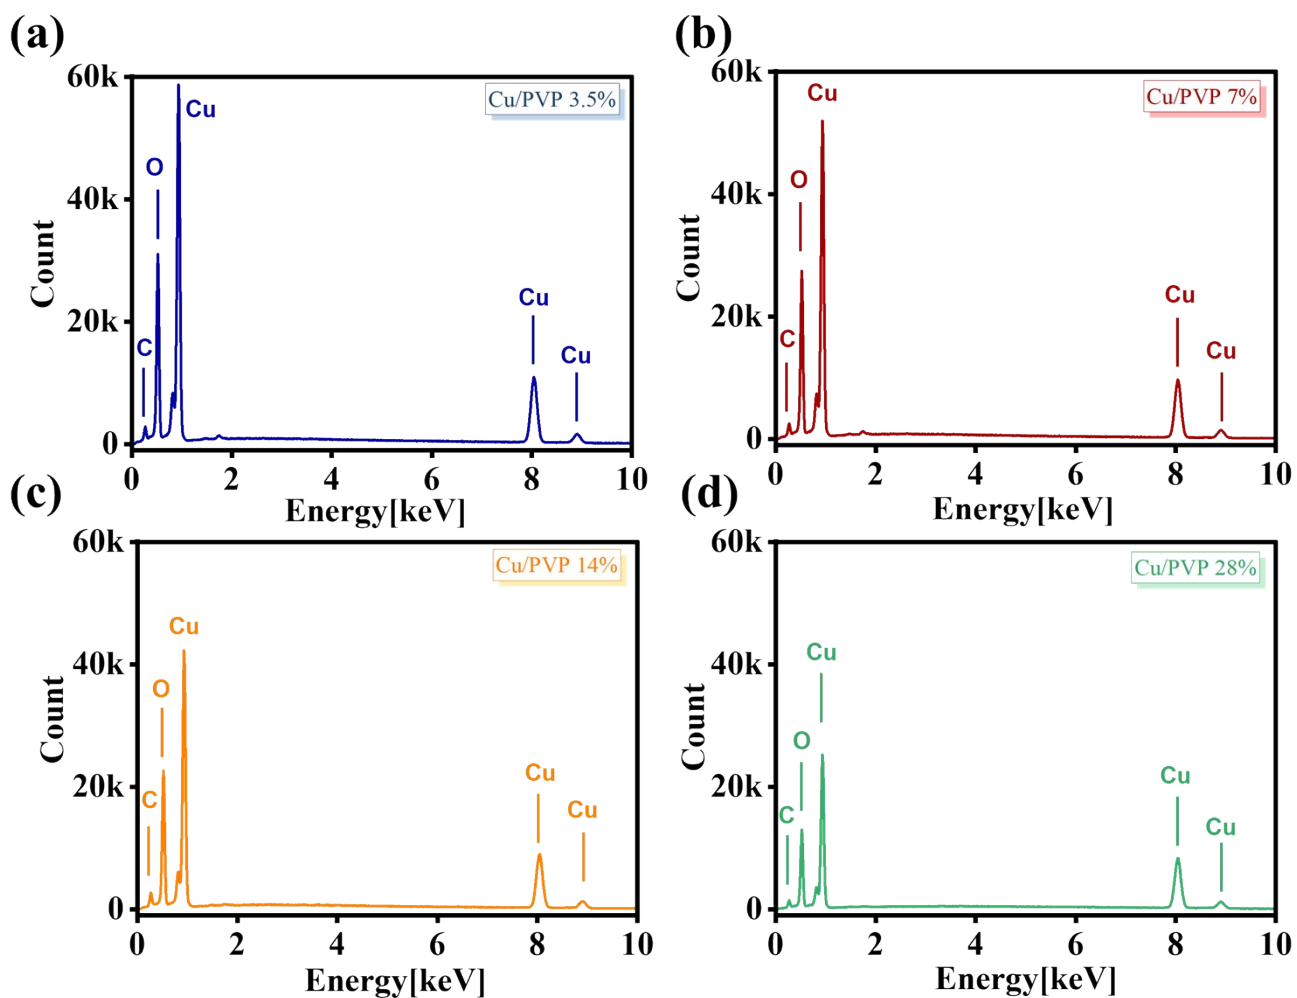 (a)
60k
40k
20k
0
Count
Cu/PVP 3.5%
C
O
Cu
Cu
Cu
0 2 4 6 8 10
Energy[keV]
(b)
60k
40k
20k
0
Count
Cu/PVP 7%
C
O
Cu
Cu
Cu
0 2 4 6 8 10
Energy[keV]
(c)
60k
40k
20k
0
Count
Cu/PVP 14%
C
O
Cu
Cu
Cu
0 2 4 6 8 10
Energy[keV]
(d)
60k
40k
20k
0
Count
Cu/PVP 28%
C
O
Cu
Cu
Cu
0 2 4 6 8 10
Energy[keV]